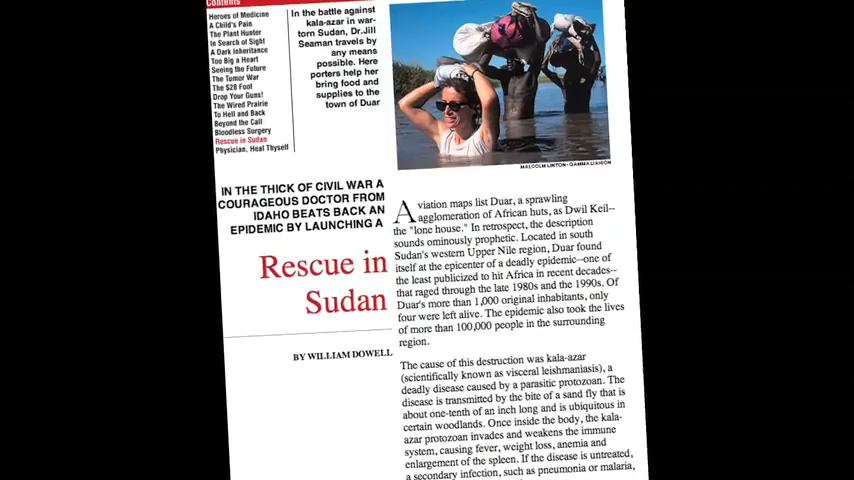 Contents
Heroes of Medicine
A Child's Pain
The Plant Hunter
In Search of Sight
A Dark Inheritance
Too Big a Heart
Seeing the Future
The Tumor War
The $28 Foot
Drop Your Guns!
The Wired Prairie
To Hell and Back
Beyond the Call
Bloodless Surgery
Rescue in Sudan
Physician, Heal Thyself
In the battle against
kala-azar in war-
torn Sudan, Dr.Jill
Seaman travels by
any means
possible. Here
porters help her
bring food and
supplies to the
town of Duar
MALCOLM LINTON-GAMMA LIAISON
IN THE THICK OF CIVIL WAR A
COURAGEOUS DOCTOR FROM
IDAHO BEATS BACK AN
EPIDEMIC BY LAUNCHING A
Rescue in
Sudan
BY WILLIAM DOWELL
Aviation maps list Duar, a sprawling
agglomeration of African huts, as Dwil Keil--
the "lone house." In retrospect, the description
sounds ominously prophetic. Located in south
Sudan's western Upper Nile region, Duar found
itself at the epicenter of a deadly epidemic--one of
the least publicized to hit Africa in recent decades--
that raged through the late 1980s and the 1990s. Of
Duar's more than 1,000 original inhabitants, only
four were left alive. The epidemic also took the lives
of more than 100,000 people in the surrounding
region.
The cause of this destruction was kala-azar
(scientifically known as visceral leishmaniasis), a
deadly disease caused by a parasitic protozoan. The
disease is transmitted by the bite of a sand fly that is
about one-tenth of an inch long and is ubiquitous in
certain woodlands. Once inside the body, the kala-
azar protozoan invades and weakens the immune
system, causing fever, weight loss, anemia and
enlargement of the spleen. If the disease is untreated,
a secondary infection, such as pneumonia or malaria,